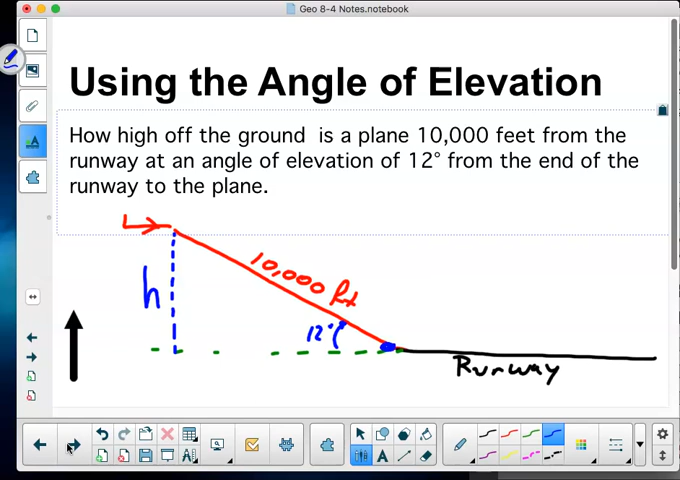 Geo 8-4 Notes.notebook
Using the Angle of Elevation
How high off the ground is a plane 10,000 feet from the
runway at an angle of elevation of 12° from the end of the
runway to the plane.
10,000 ft
h
12°
Runway
A